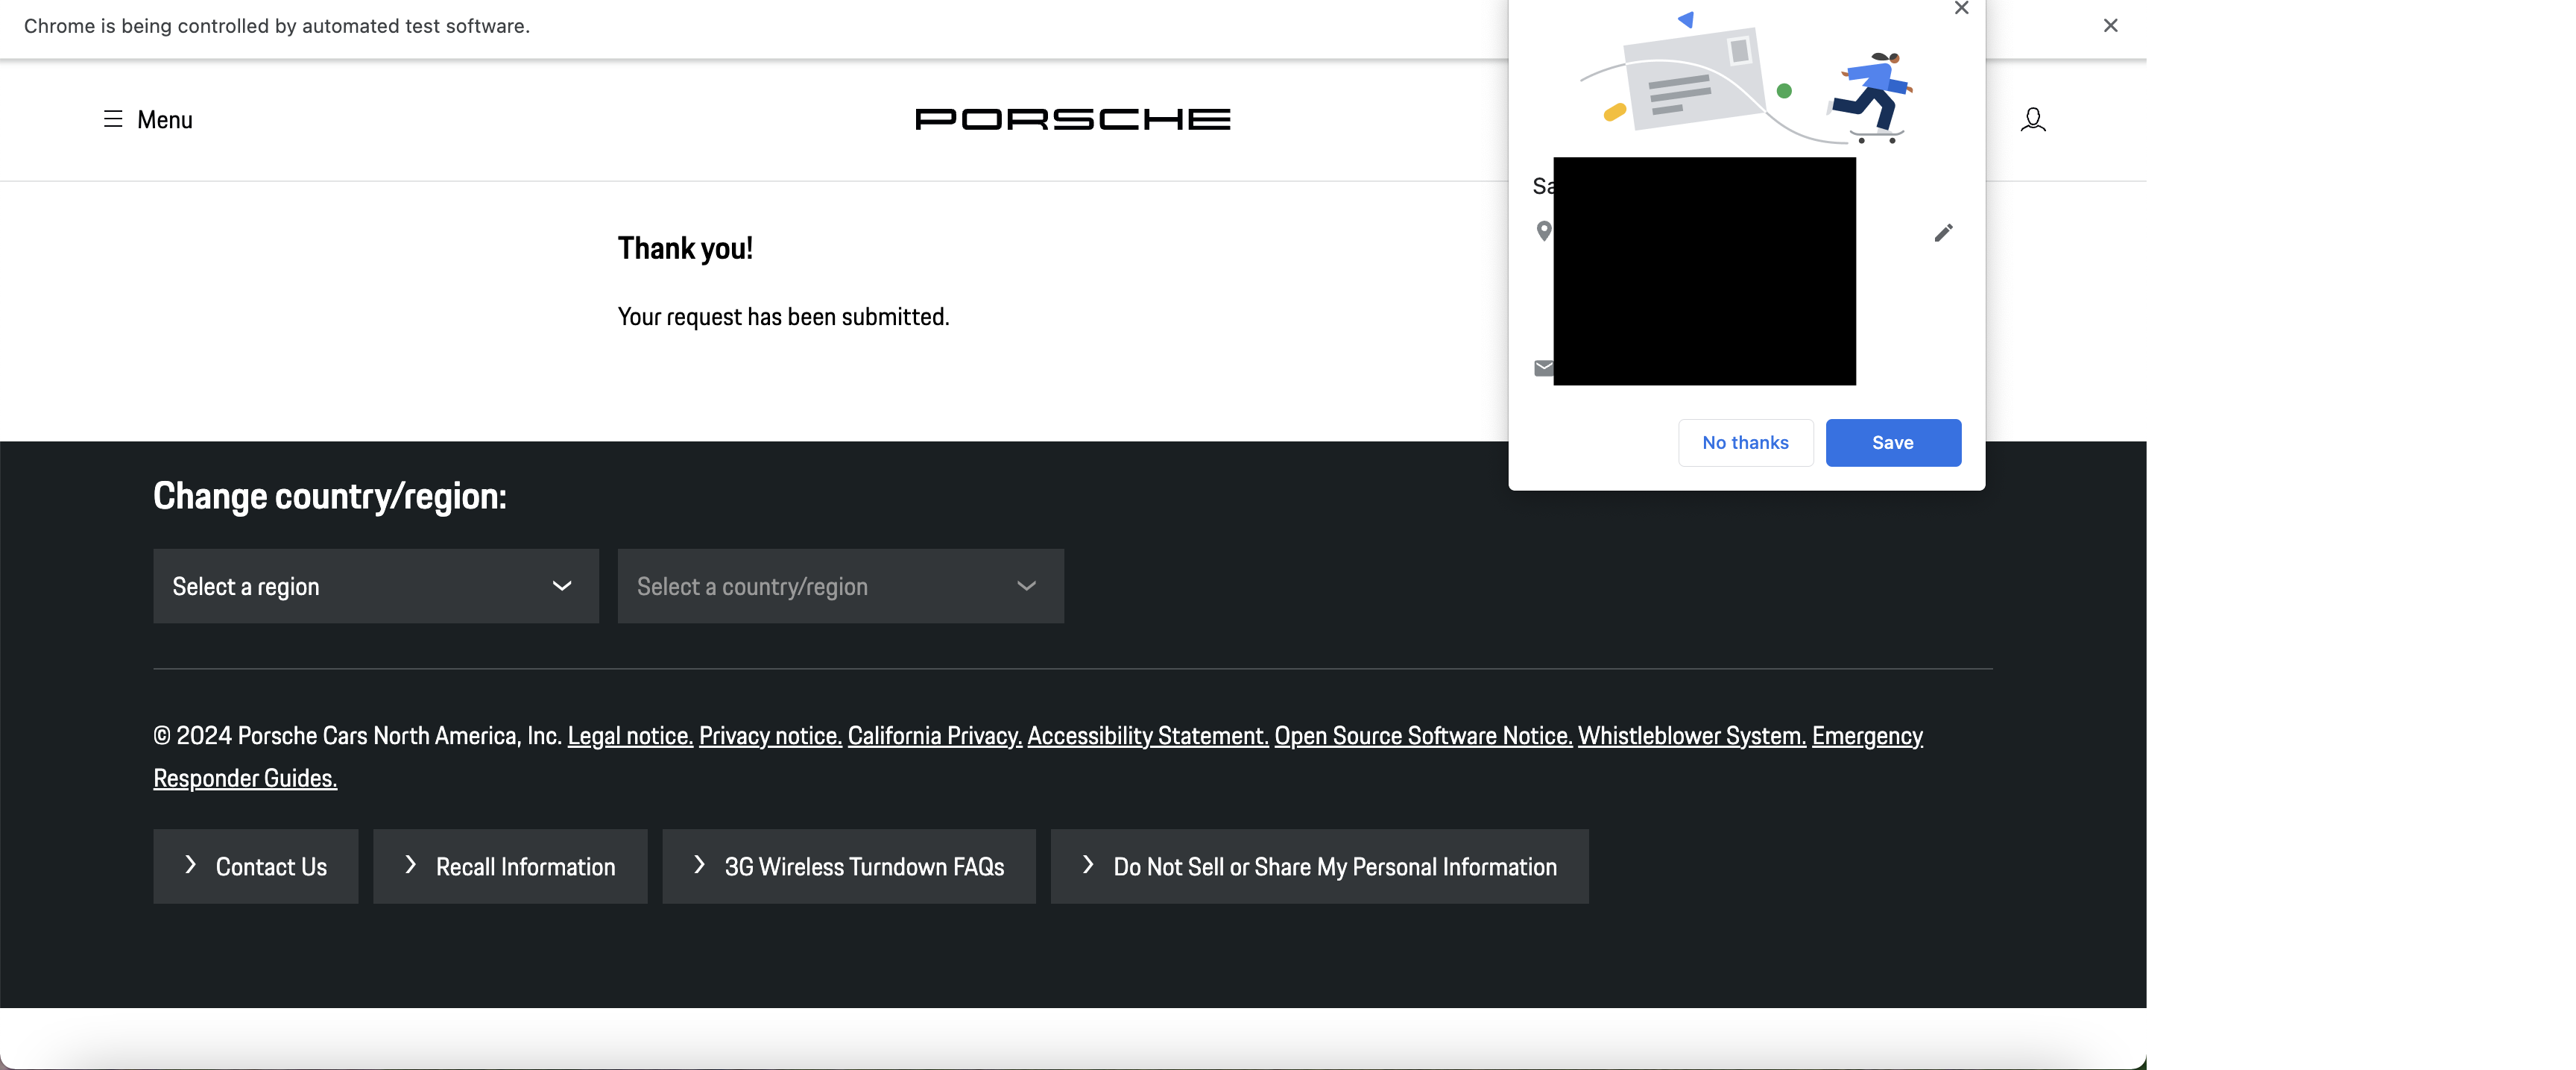 Chrome is being controlled by automated test software.
Menu
PORSCHE
Thank you!
Your request has been submitted.
No thanks
Save
Change country/region:
Select a region
Select a country/region
© 2024 Porsche Cars North America, Inc. Legal notice. Privacy notice. California Privacy. Accessibility Statement. Open Source Software Notice. Whistleblower System. Emergency
Responder Guides.
Contact Us
Recall Information
3G Wireless Turndown FAQs
Do Not Sell or Share My Personal Information